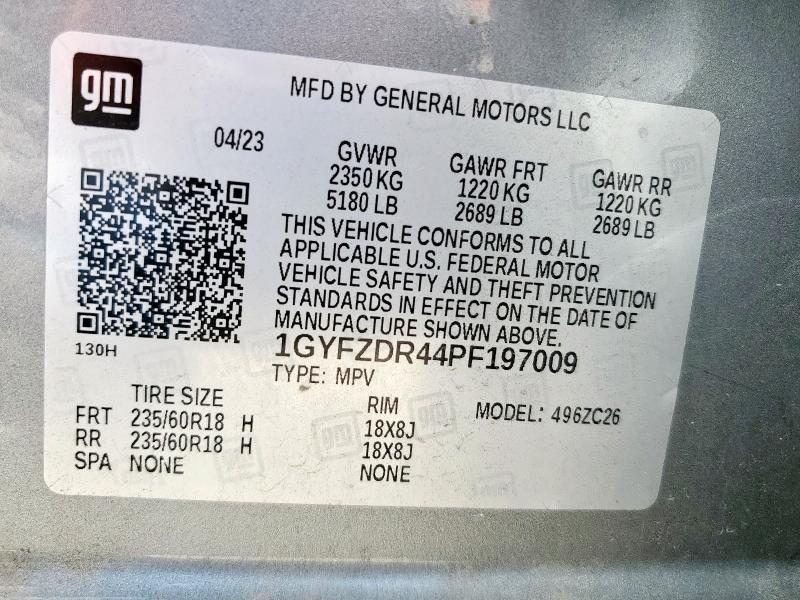 gm
MFD BY GENERAL MOTORS LLC
04/23
GVWR
2350 KG
5180 LB
GAWR FRT
1220 KG
2689 LB
GAWR RR
1220 KG
2689 LB
THIS VEHICLE CONFORMS TO ALL
APPLICABLE U.S. FEDERAL MOTOR
VEHICLE SAFETY AND THEFT PREVENTION
STANDARDS IN EFFECT ON THE DATE OF
MANUFACTURE SHOWN ABOVE.
130H
1GYFZDR44PF197009
TYPE: MPV
TIRE SIZE
FRT 235/60R18 H
RR 235/60R18 H
SPA NONE
RIM
18X8J
18X8J
NONE
MODEL: 496ZC26